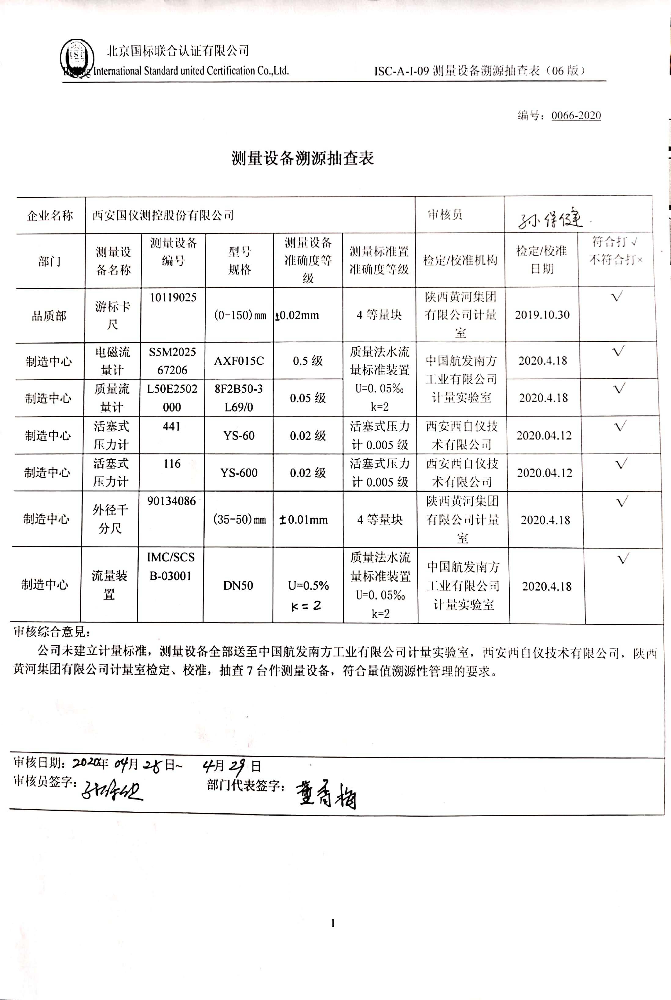 北京国标联合认证有限公司
International Standard united Certification Co.,Ltd.
ISC-A-I-09 测量设备溯源抽查表（06 版）
编号：0066-2020
测量设备溯源抽查表
企业名称 西安国仪测控股份有限公司 审核员 孙保健
部门 测量设备名称 测量设备编号 型号规格 测量设备准确度等级 测量标准置准确度等级 检定/校准机构 检定/校准日期 符合打√不符合打×
品质部 游标卡尺 10119025 (0-150)mm ±0.02mm 4 等量块 陕西黄河集团有限公司计量室 2019.10.30 √
制造中心 电磁流量计 S5M202567206 AXF015C 0.5 级 质量法水流量标准装置 U=0.05‰ k=2 中国航发南方工业有限公司计量实验室 2020.4.18 √
制造中心 质量流量计 L50E2502000 8F2B50-3L69/0 0.05 级 2020.4.18 √
制造中心 活塞式压力计 441 YS-60 0.02 级 活塞式压力计 0.005 级 西安西自仪技术有限公司 2020.04.12 √
制造中心 活塞式压力计 116 YS-600 0.02 级 活塞式压力计 0.005 级 西安西自仪技术有限公司 2020.04.12 √
制造中心 外径千分尺 90134086 (35-50)mm ±0.01mm 4 等量块 陕西黄河集团有限公司计量室 2020.4.18 √
制造中心 流量装置 IMC/SCSB-03001 DN50 U=0.5% K=2 质量法水流量标准装置 U=0.05‰ k=2 中国航发南方工业有限公司计量实验室 2020.4.18 √
审核综合意见：
公司未建立计量标准，测量设备全部送至中国航发南方工业有限公司计量实验室，西安西自仪技术有限公司，陕西
黄河集团有限公司计量室检定、校准，抽查 7 台件测量设备，符合量值溯源性管理的要求。
审核日期：2020年 04月 28日~ 4月 29 日
审核员签字：孙保健 部门代表签字：董香梅
1